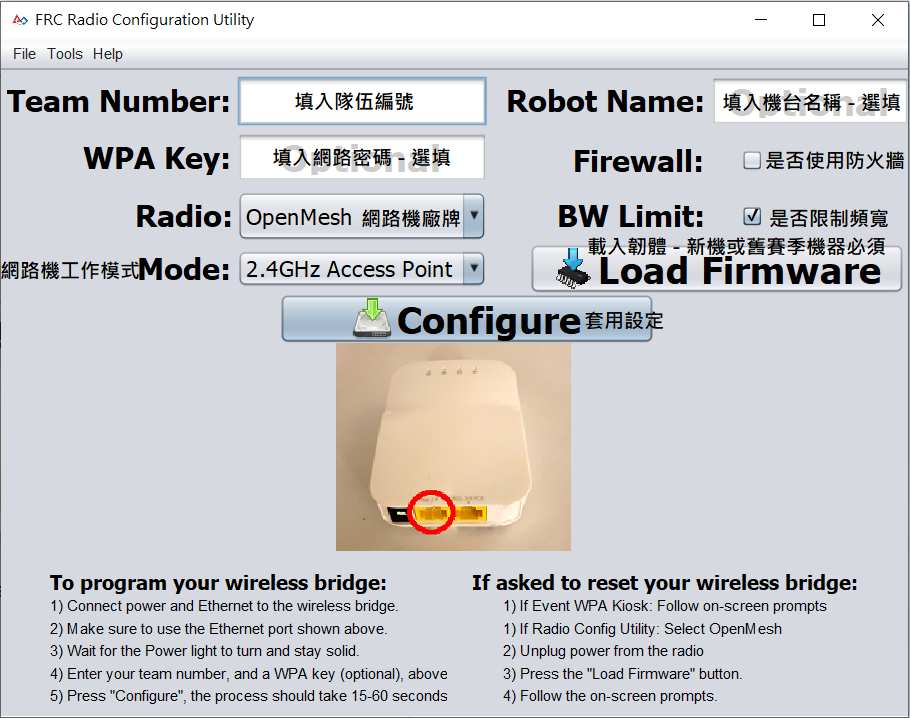 FRC Radio Configuration Utility
File Tools Help
Team Number: 填入隊伍編號 Robot Name: 填入機台名稱 - 選填 Optional
WPA Key: 填入網路密碼 - 選填 Optional Firewall: 是否使用防火牆
Radio: OpenMesh 網路機廠牌 BW Limit: 是否限制頻寬
載入韌體 - 新機或舊賽季機器必須
網路機工作模式 Mode: 2.4GHz Access Point Load Firmware
Configure 套用設定
To program your wireless bridge:
1) Connect power and Ethernet to the wireless bridge.
2) Make sure to use the Ethernet port shown above.
3) Wait for the Power light to turn and stay solid.
4) Enter your team number, and a WPA key (optional), above
5) Press "Configure", the process should take 15-60 seconds
If asked to reset your wireless bridge:
1) If Event WPA Kiosk: Follow on-screen prompts
1) If Radio Config Utility: Select OpenMesh
2) Unplug power from the radio
3) Press the "Load Firmware" button.
4) Follow the on-screen prompts.